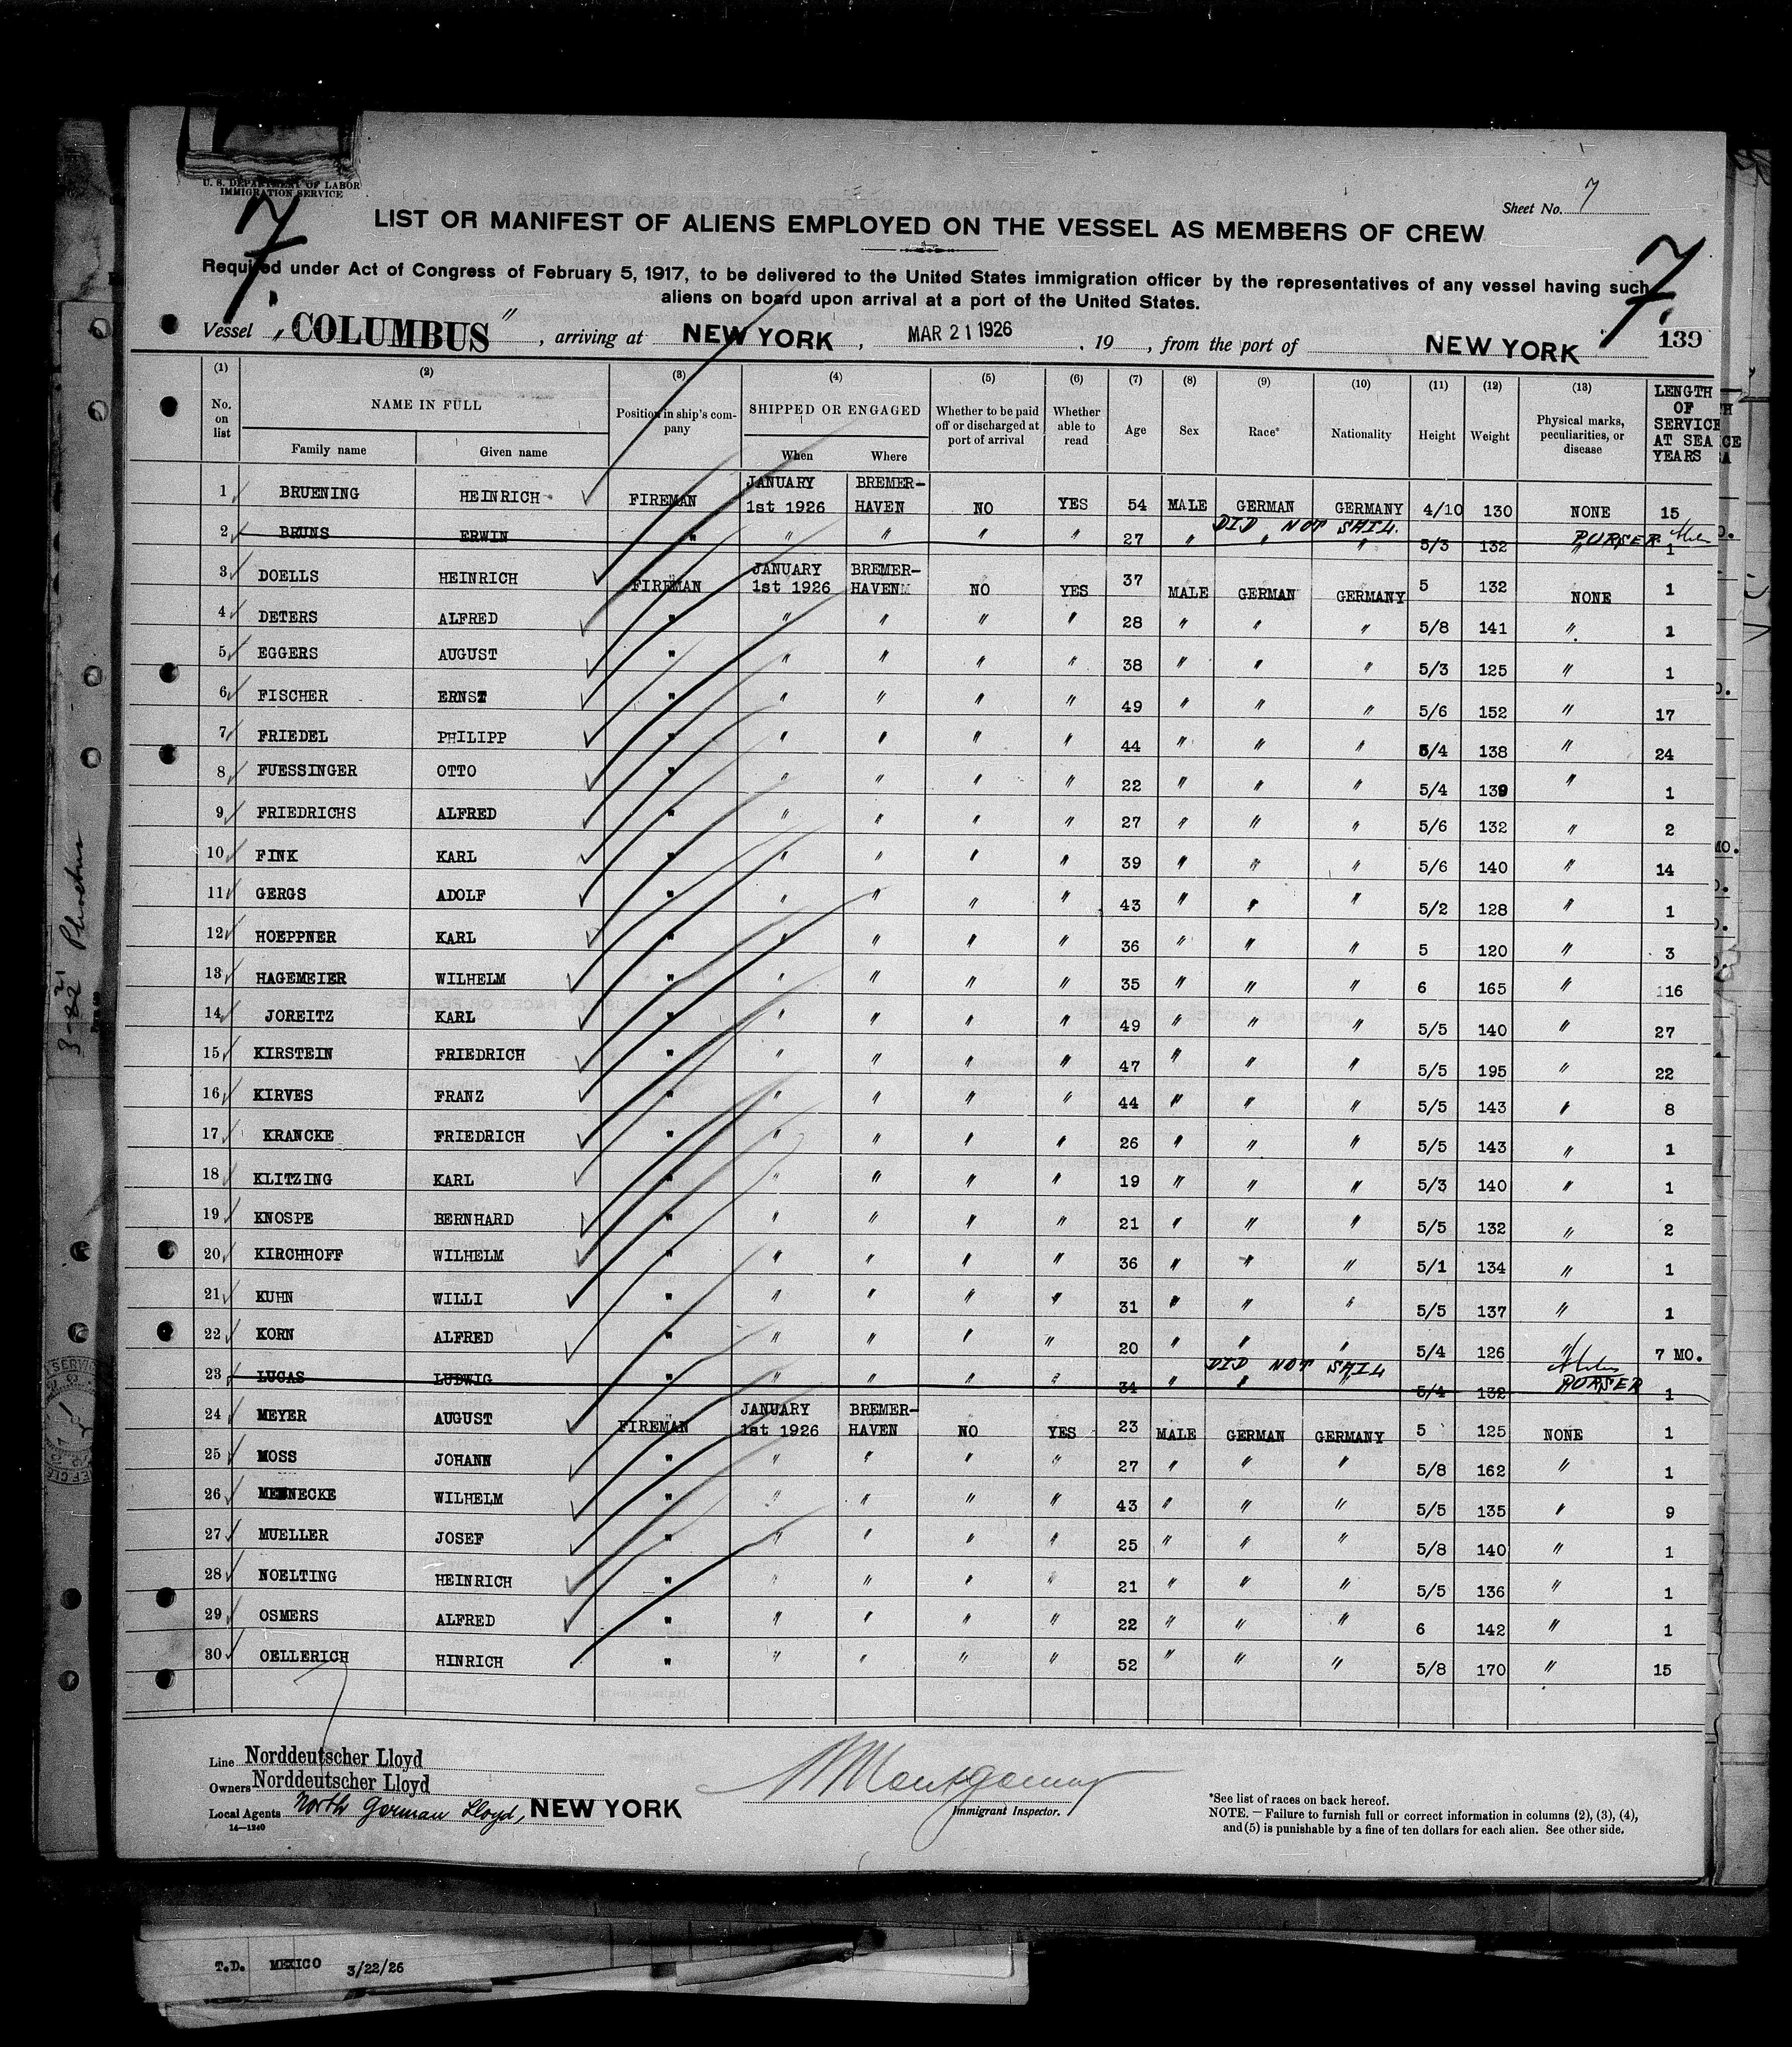 U. S. DEPARTMENT OF LABOR
IMMIGRATION SERVICE
Sheet No. 7
7. 7.
LIST OR MANIFEST OF ALIENS EMPLOYED ON THE VESSEL AS MEMBERS OF CREW
Required under Act of Congress of February 5, 1917, to be delivered to the United States immigration officer by the representatives of any vessel having such
aliens on board upon arrival at a port of the United States.
Vessel "COLUMBUS", arriving at NEW YORK, MAR 21 1926, 19 , from the port of NEW YORK 139
(1) (2) (3) (4) (5) (6) (7) (8) (9) (10) (11) (12) (13)
No. on list NAME IN FULL Family name Given name Position in ship's company SHIPPED OR ENGAGED When Where Whether to be paid off or discharged at port of arrival Whether able to read Age Sex Race* Nationality Height Weight Physical marks, peculiarities, or disease LENGTH OF SERVICE AT SEA YEARS
1 BRUENING HEINRICH FIREMAN JANUARY 1st 1926 BREMER-HAVEN NO YES 54 MALE GERMAN GERMANY 4/10 130 NONE 15
DID NOT SAIL. PURSER
2 BRUNS ERWIN " " " " " 27 " " " 5/3 132 " 1
3 DOELLS HEINRICH FIREMAN JANUARY 1st 1926 BREMER-HAVEN NO YES 37 MALE GERMAN GERMANY 5 132 NONE 1
4 DETERS ALFRED " " " " " 28 " " " 5/8 141 " 1
5 EGGERS AUGUST " " " " " 38 " " " 5/3 125 " 1
6 FISCHER ERNST " " " " " 49 " " " 5/6 152 " 17
7 FRIEDEL PHILIPP " " " " " 44 " " " 5/4 138 " 24
8 FUESSINGER OTTO " " " " " 22 " " " 5/4 139 " 1
9 FRIEDRICHS ALFRED " " " " " 27 " " " 5/6 132 " 2
10 FINK KARL " " " " " 39 " " " 5/6 140 " 14
11 GERGS ADOLF " " " " " 43 " " " 5/2 128 " 1
12 HOEPPNER KARL " " " " " 36 " " " 5 120 " 3
13 HAGEMEIER WILHELM " " " " " 35 " " " 6 165 " 116
14 JOREITZ KARL " " " " " 49 " " " 5/5 140 " 27
15 KIRSTEIN FRIEDRICH " " " " " 47 " " " 5/5 195 " 22
16 KIRVES FRANZ " " " " " 44 " " " 5/5 143 " 8
17 KRANCKE FRIEDRICH " " " " " 26 " " " 5/5 143 " 1
18 KLITZING KARL " " " " " 19 " " " 5/3 140 " 1
19 KNOSPE BERNHARD " " " " " 21 " " " 5/5 132 " 2
20 KIRCHHOFF WILHELM " " " " " 36 " " " 5/1 134 " 1
21 KUHN WILLI " " " " " 31 " " " 5/5 137 " 1
22 KORN ALFRED " " " " " 20 " " " 5/4 126 " 7 MO.
DID NOT SAIL PURSER
23 LUCAS LUDWIG " " " " " 34 " " " 5/4 132 1
24 MEYER AUGUST FIREMAN JANUARY 1st 1926 BREMER-HAVEN NO YES 23 MALE GERMAN GERMANY 5 125 NONE 1
25 MOSS JOHANN " " " " " 27 " " " 5/8 162 " 1
26 MENNECKE WILHELM " " " " " 43 " " " 5/5 135 " 9
27 MUELLER JOSEF " " " " " 25 " " " 5/8 140 " 1
28 NOELTING HEINRICH " " " " " 21 " " " 5/5 136 " 1
29 OSMERS ALFRED " " " " " 22 " " " 6 142 " 1
30 OELLERICH HINRICH " " " " " 52 " " " 5/8 170 " 15
Line Norddeutscher Lloyd
Owners Norddeutscher Lloyd
Local Agents North German Lloyd, NEW YORK
14—1240
Montgomery
Immigrant Inspector.
*See list of races on back hereof.
NOTE. — Failure to furnish full or correct information in columns (2), (3), (4),
and (5) is punishable by a fine of ten dollars for each alien. See other side.
T.D. MEXICO 3/22/26